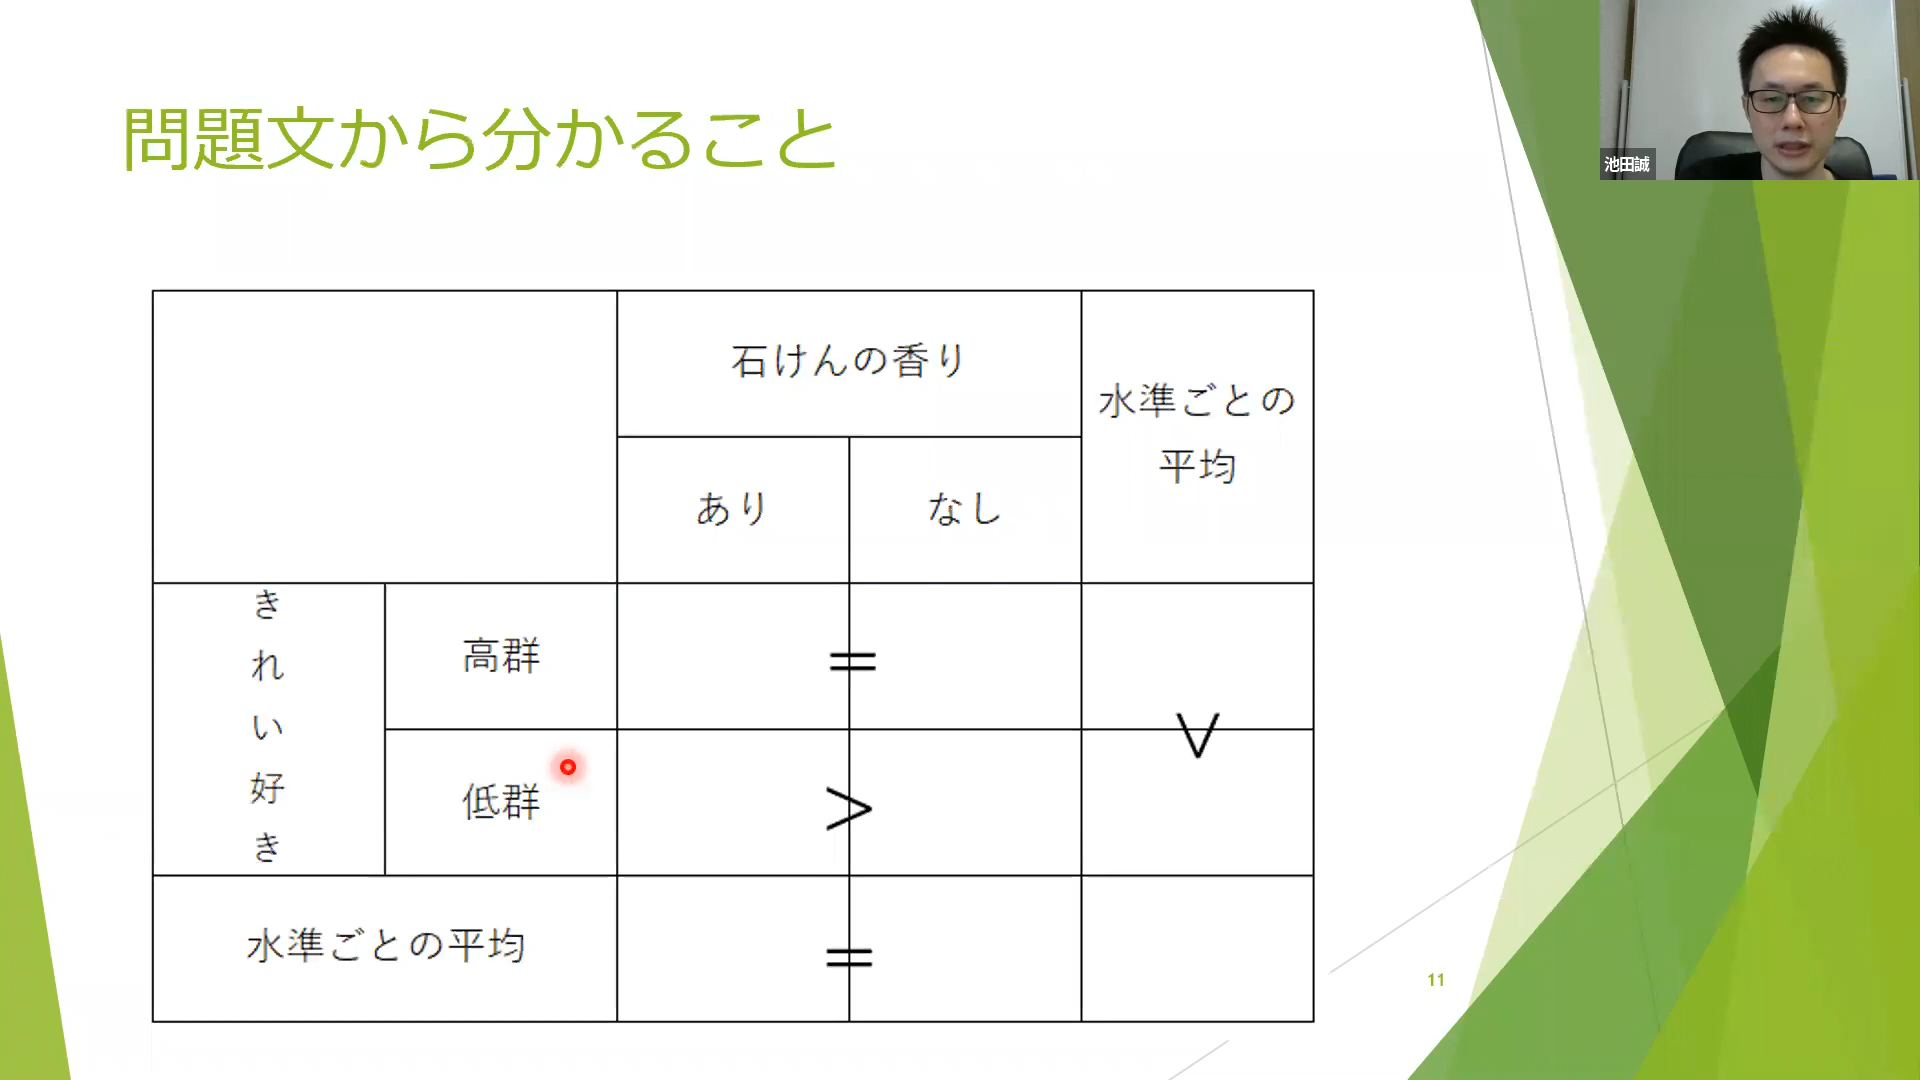 問題文から分かること
池田誠
石けんの香り
水準ごとの
平均
あり
なし
き
れ
い
好
き
高群
＝
∨
低群
＞
水準ごとの平均
＝
11